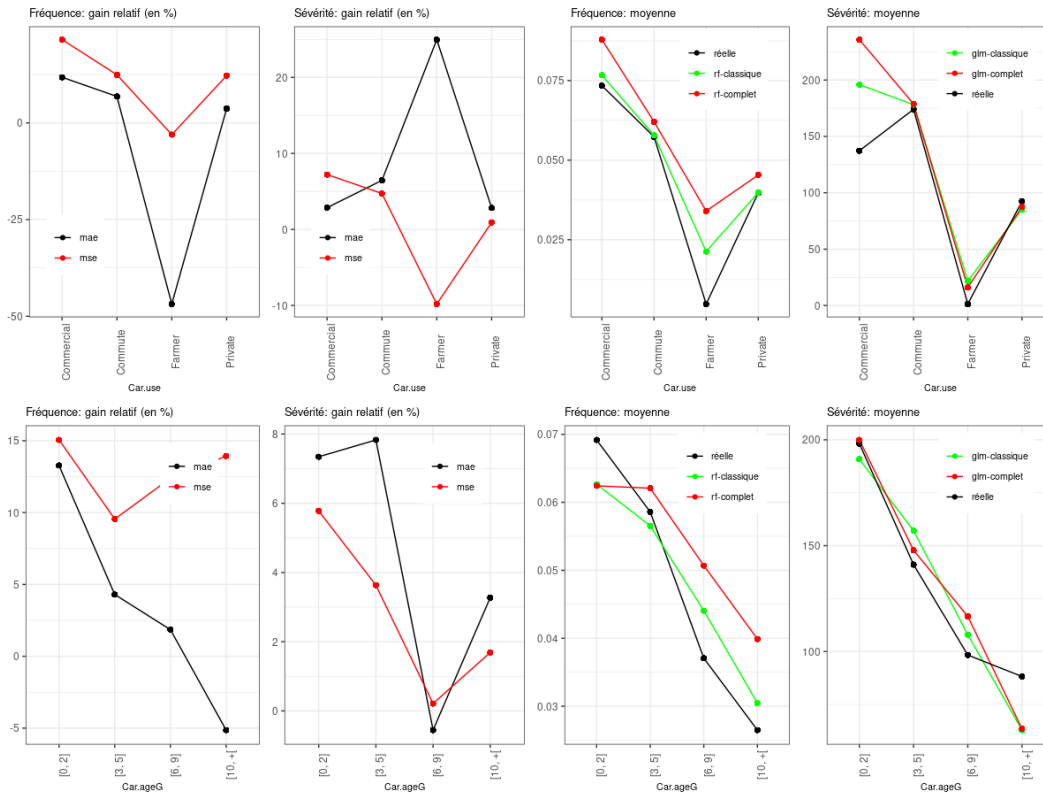 Fréquence: gain relatif (en %)
0
-25
-50
mae
mse
Commercial
Commute
Farmer
Private
Car.use
Sévérité: gain relatif (en %)
20
10
0
-10
mae
mse
Commercial
Commute
Farmer
Private
Car.use
Fréquence: moyenne
0.075
0.050
0.025
réelle
rf-classique
rf-complet
Commercial
Commute
Farmer
Private
Car.use
Sévérité: moyenne
200
150
100
50
0
glm-classique
glm-complet
réelle
Commercial
Commute
Farmer
Private
Car.use
Fréquence: gain relatif (en %)
15
10
5
0
-5
mae
mse
[0, 2]
[3, 5]
[6, 9]
[10, +[
Car.ageG
Sévérité: gain relatif (en %)
8
6
4
2
0
mae
mse
[0, 2]
[3, 5]
[6, 9]
[10, +[
Car.ageG
Fréquence: moyenne
0.07
0.06
0.05
0.04
0.03
réelle
rf-classique
rf-complet
[0, 2]
[3, 5]
[6, 9]
[10, +[
Car.ageG
Sévérité: moyenne
200
150
100
glm-classique
glm-complet
réelle
[0, 2]
[3, 5]
[6, 9]
[10, +[
Car.ageG